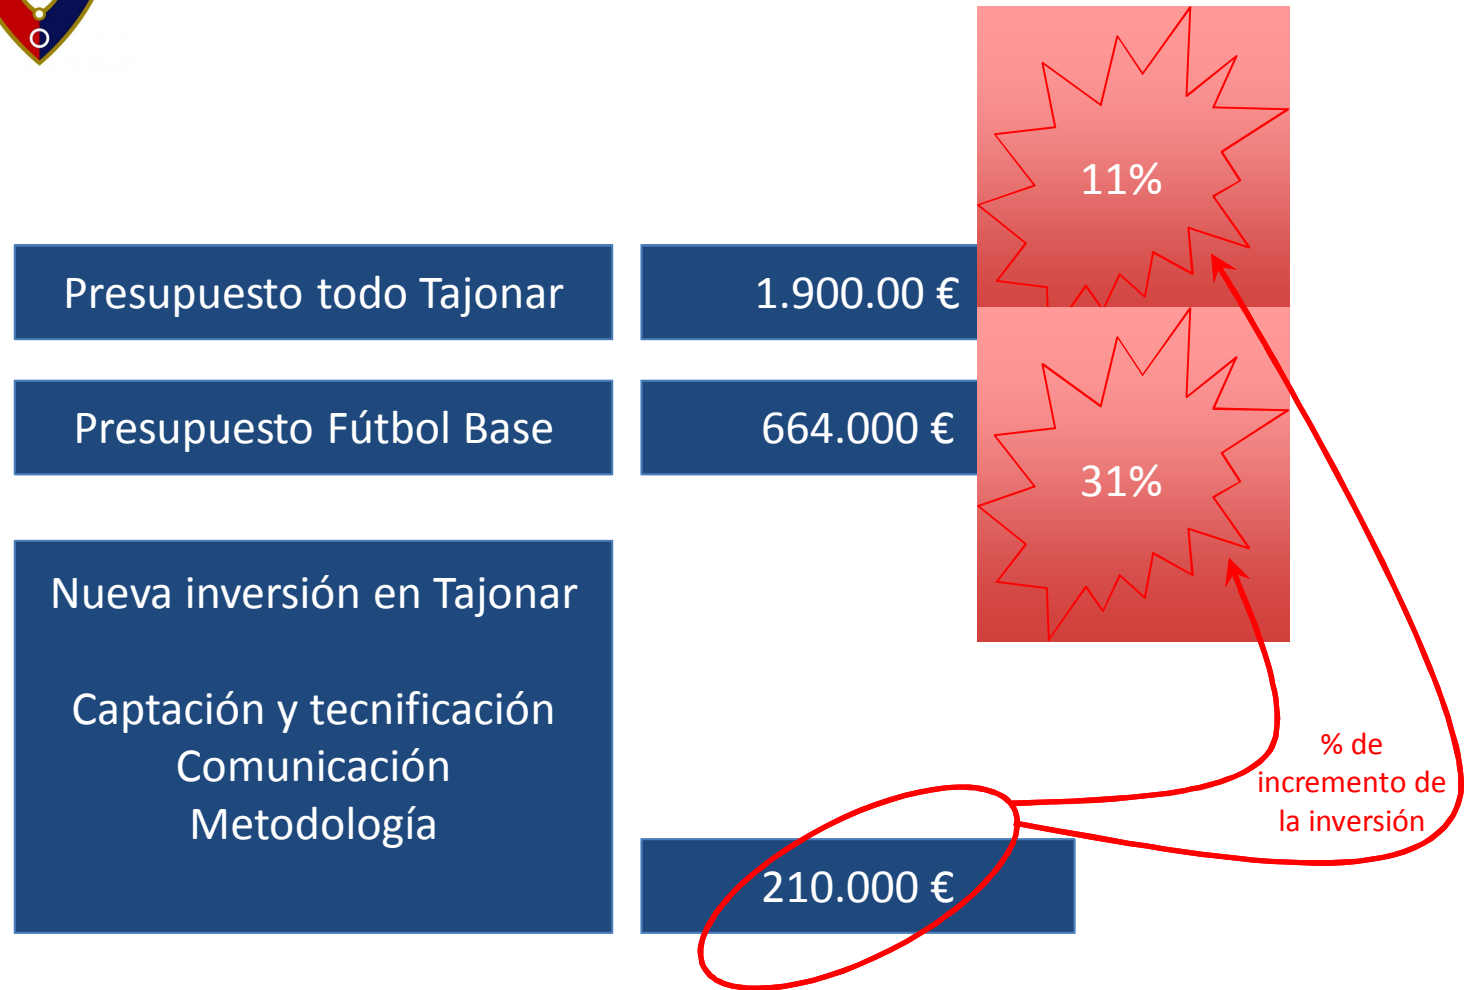 11%
Presupuesto todo Tajonar
1.900.00 €
Presupuesto Fútbol Base
664.000 €
31%
Nueva inversión en Tajonar
Captación y tecnificación
Comunicación
Metodología
% de
incremento de
la inversión
210.000 €